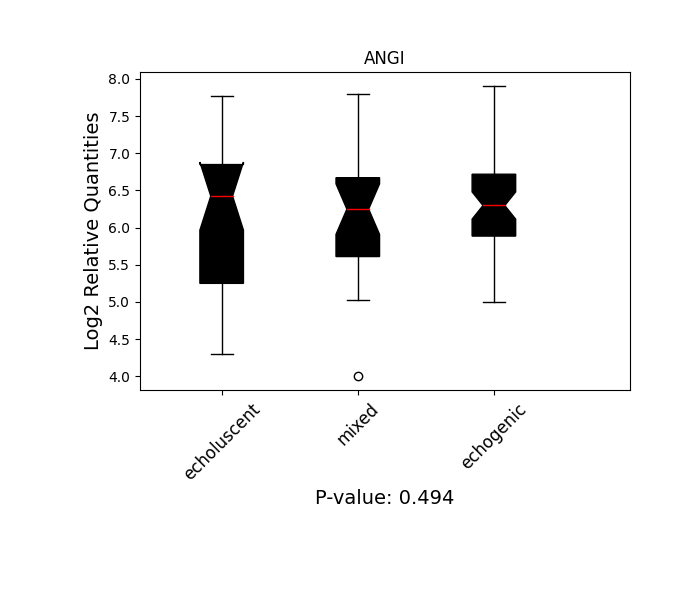 ANGI
Log2 Relative Quantities
8.0
7.5
7.0
6.5
6.0
5.5
5.0
4.5
4.0
echoluscent
mixed
echogenic
P-value: 0.494